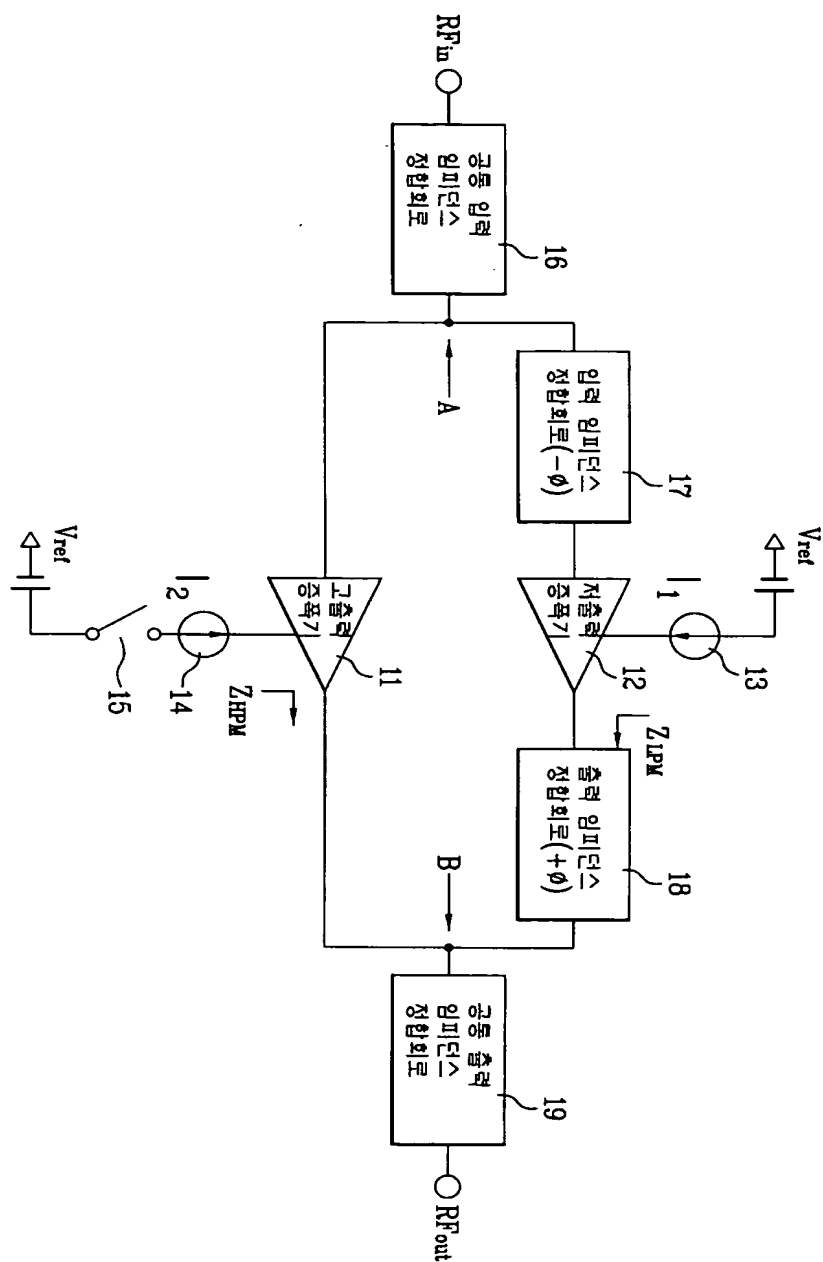 RFin
공통 입력
임피던스
정합회로
16
A
입력 임피던스
정합회로(-ø)
17
Vref
I1
13
저출력
증폭기
12
Vref
15
I2
14
고출력
증폭기
11
ZHPM
ZLPM
출력 임피던스
정합회로(+ø)
18
B
공통 출력
임피던스
정합회로
19
RFout